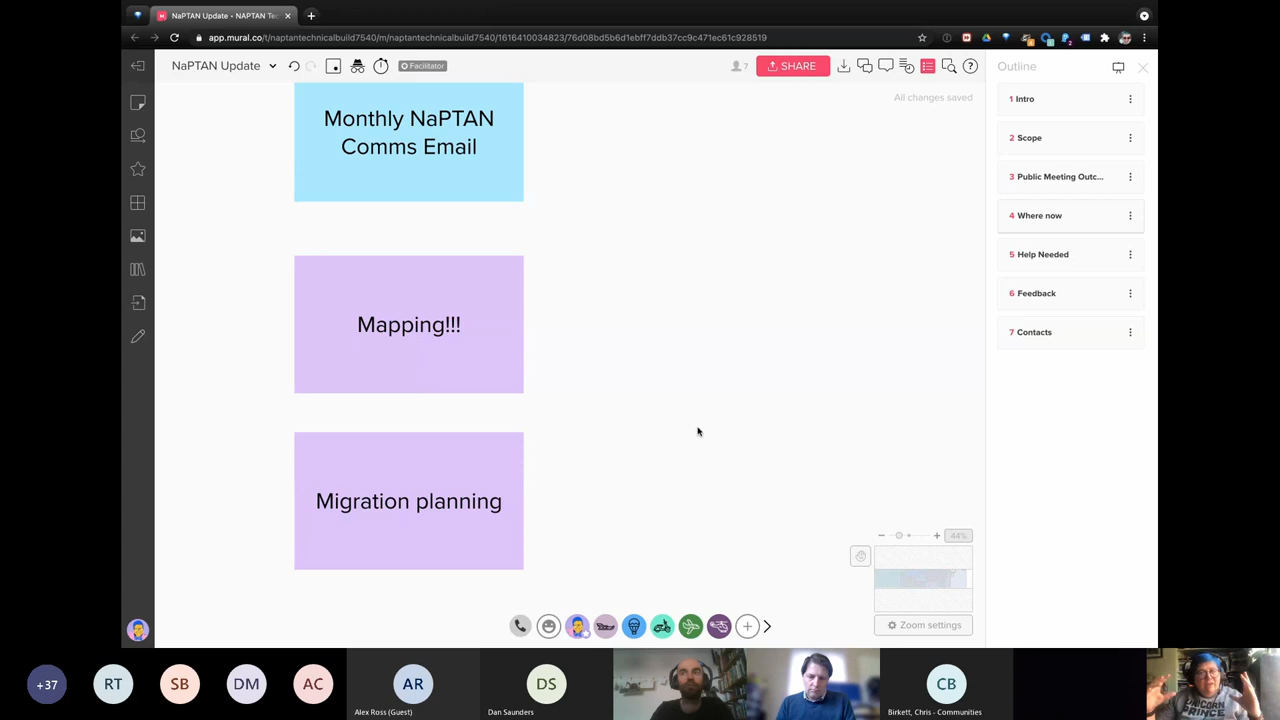 NaPTAN Update • NAPTAN Tec
app.mural.co/t/naptantechnicalbuild7540/m/naptantechnicalbuild7540/1616410034823/76d08bd5b6d1ebff7ddb37cc9c471ec61c928519
NaPTAN Update
Facilitator
7
SHARE
Outline
All changes saved
Monthly NaPTAN
Comms Email
Mapping!!!
Migration planning
1 Intro
2 Scope
3 Public Meeting Outc...
4 Where now
5 Help Needed
6 Feedback
7 Contacts
44%
Zoom settings
+37
RT
SB
DM
AC
AR
Alex Ross (Guest)
DS
Dan Saunders
CB
Birkett, Chris - Communities